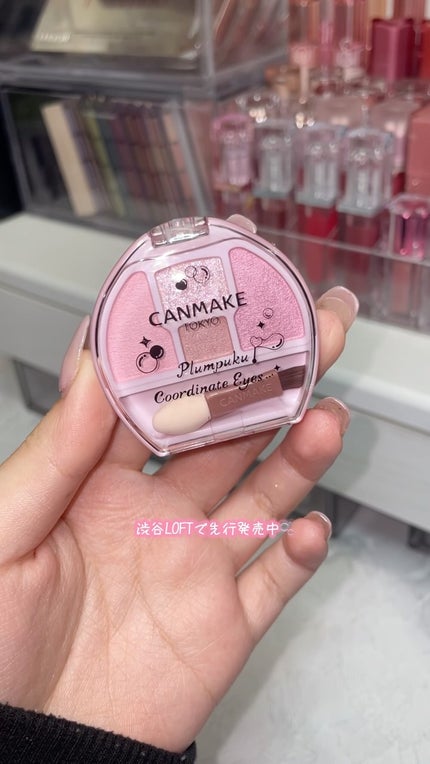 CANMAKE
TOKYO
Plumpuku
Coordinate Eyes
CANMAKE
渋谷LOFTで先行発売中